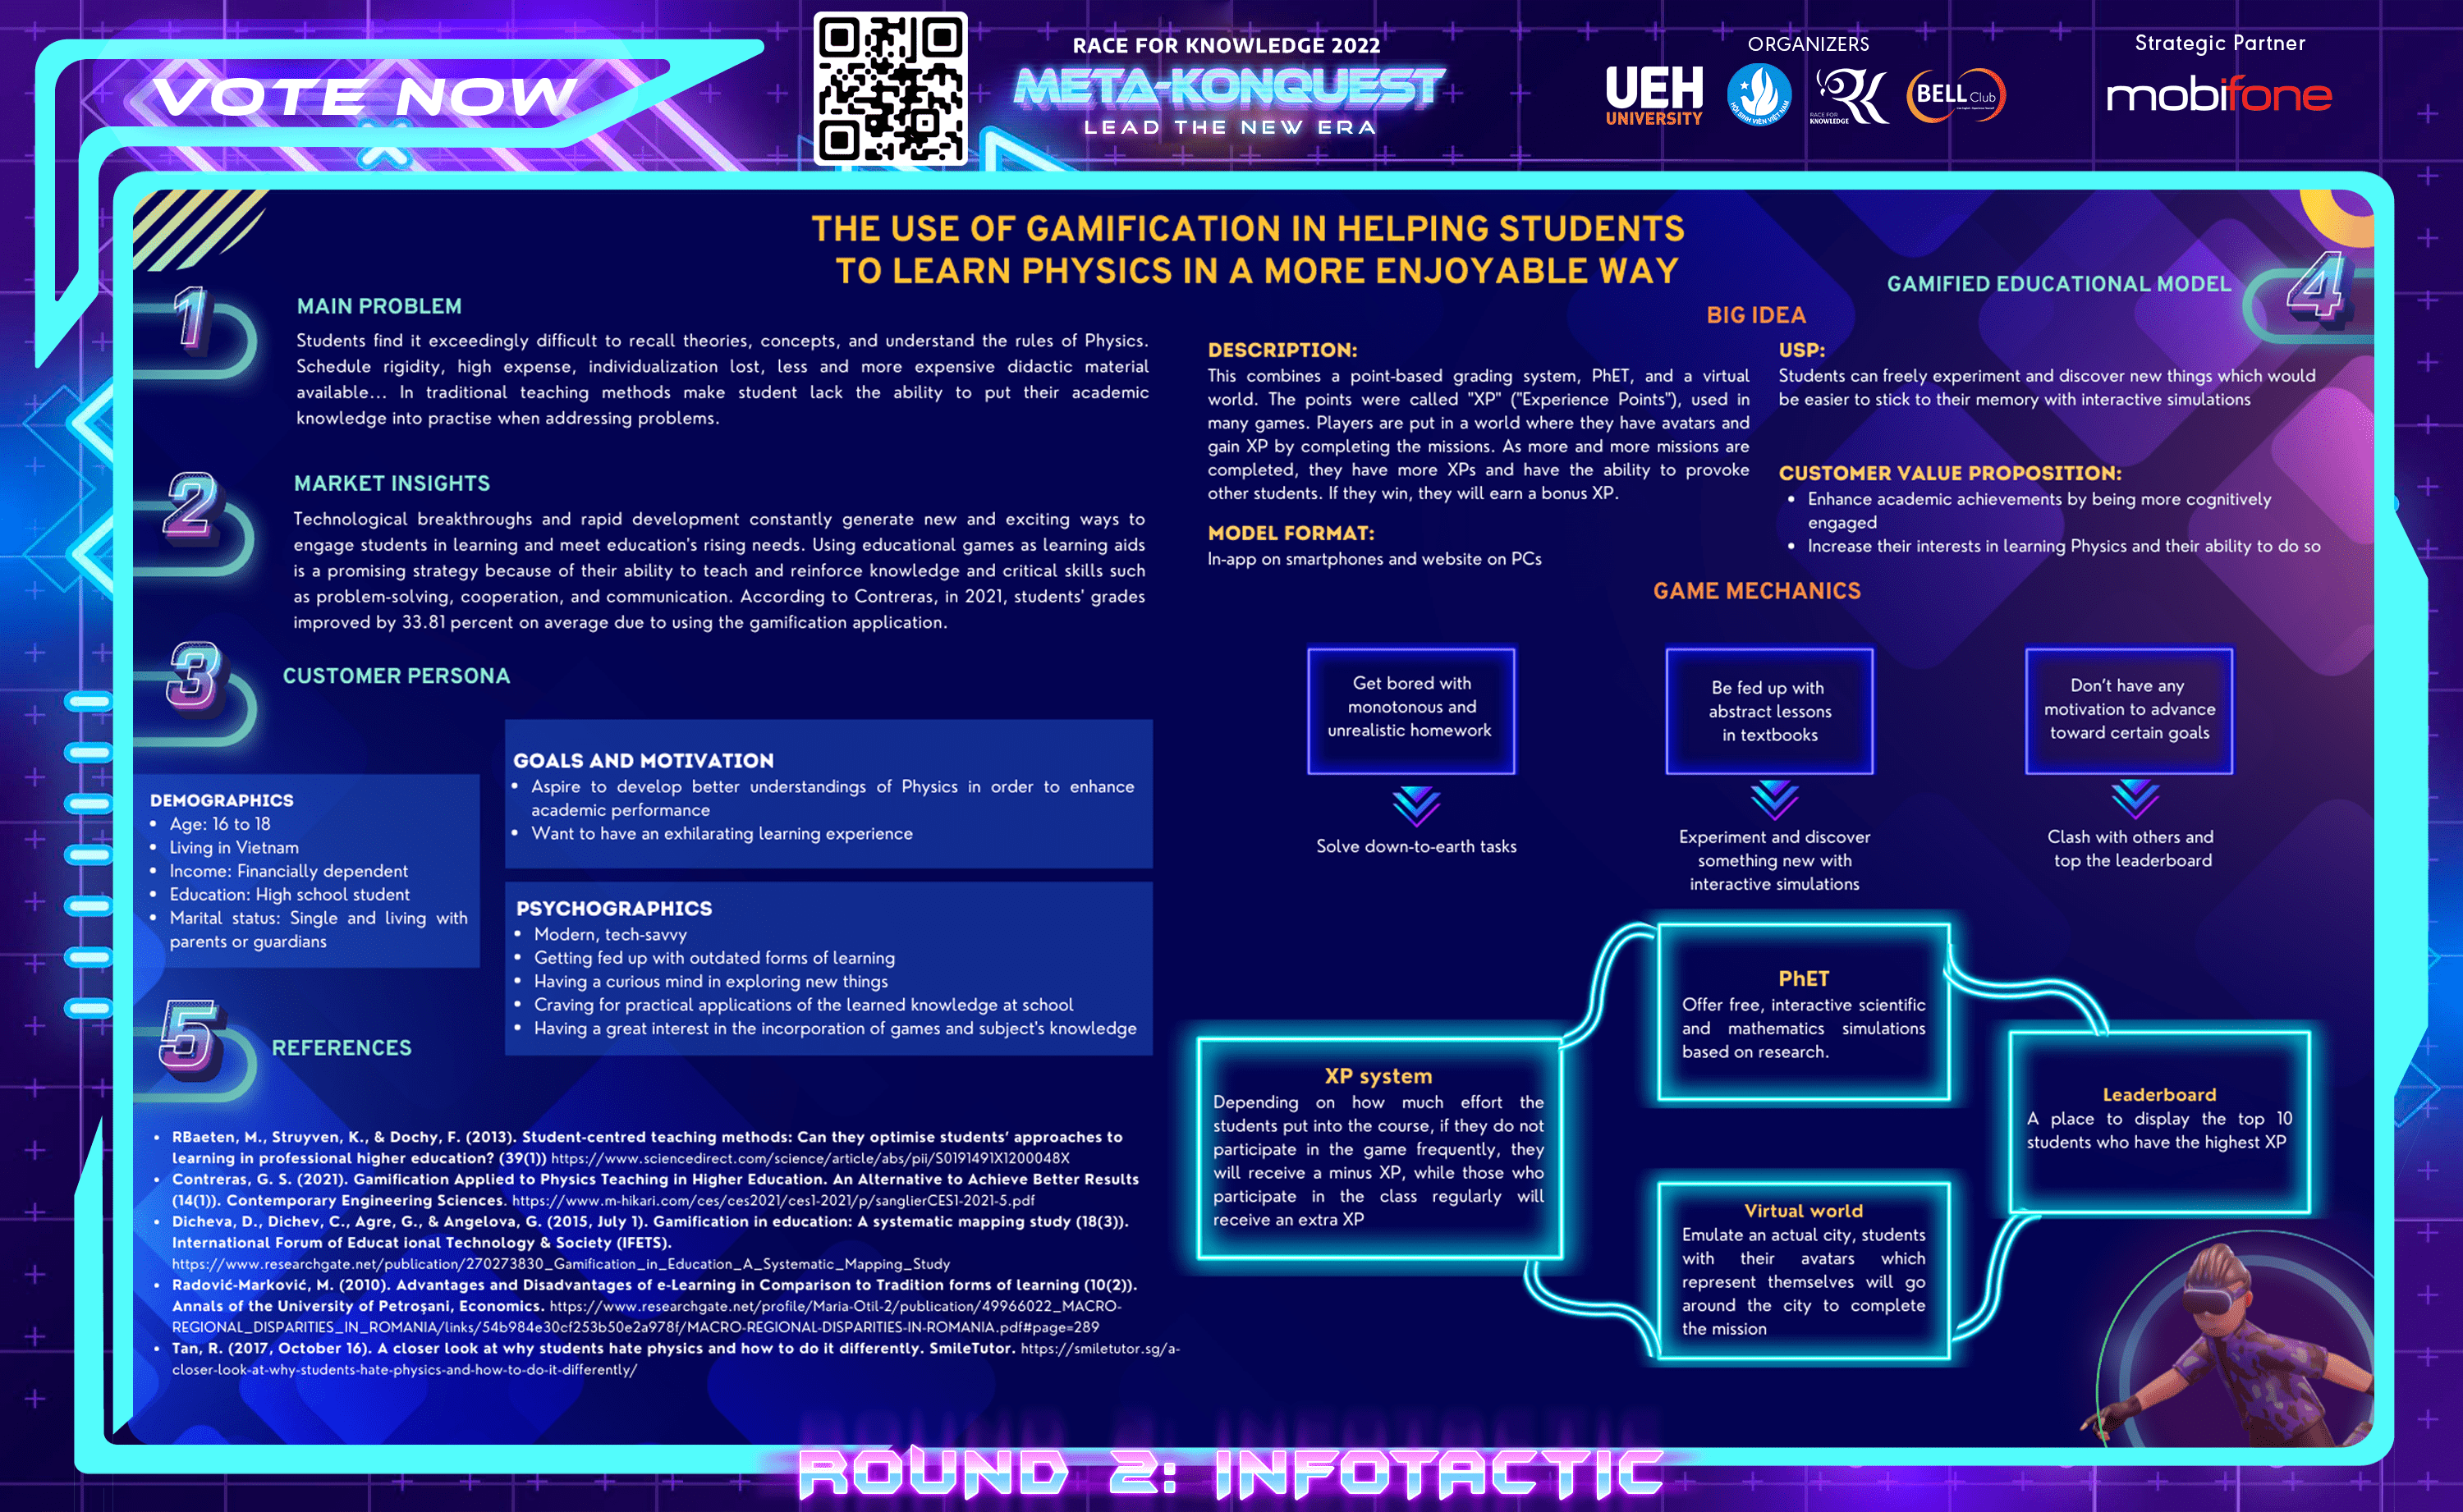 VOTE NOW
RACE FOR KNOWLEDGE 2022
META-KONQUEST
LEAD THE NEW ERA
ORGANIZERS
UEH
UNIVERSITY
HỘI SINH VIÊN VIỆT NAM
RK
RACE FOR
KNOWLEDGE
BELL Club
Strategic Partner
mobifone
THE USE OF GAMIFICATION IN HELPING STUDENTS
TO LEARN PHYSICS IN A MORE ENJOYABLE WAY
1
MAIN PROBLEM
Students find it exceedingly difficult to recall theories, concepts, and understand the rules of Physics.
Schedule rigidity, high expense, individualization lost, less and more expensive didactic material
available... In traditional teaching methods make student lack the ability to put their academic
knowledge into practise when addressing problems.
2
MARKET INSIGHTS
Technological breakthroughs and rapid development constantly generate new and exciting ways to
engage students in learning and meet education's rising needs. Using educational games as learning aids
is a promising strategy because of their ability to teach and reinforce knowledge and critical skills such
as problem-solving, cooperation, and communication. According to Contreras, in 2021, students' grades
improved by 33.81 percent on average due to using the gamification application.
3
CUSTOMER PERSONA
DEMOGRAPHICS
• Age: 16 to 18
• Living in Vietnam
• Income: Financially dependent
• Education: High school student
• Marital status: Single and living with
parents or guardians
GOALS AND MOTIVATION
• Aspire to develop better understandings of Physics in order to enhance
academic performance
• Want to have an exhilarating learning experience
PSYCHOGRAPHICS
• Modern, tech-savvy
• Getting fed up with outdated forms of learning
• Having a curious mind in exploring new things
• Craving for practical applications of the learned knowledge at school
• Having a great interest in the incorporation of games and subject's knowledge
4
GAMIFIED EDUCATIONAL MODEL
BIG IDEA
DESCRIPTION:
This combines a point-based grading system, PhET, and a virtual
world. The points were called "XP" ("Experience Points"), used in
many games. Players are put in a world where they have avatars and
gain XP by completing the missions. As more and more missions are
completed, they have more XPs and have the ability to provoke
other students. If they win, they will earn a bonus XP.
MODEL FORMAT:
In-app on smartphones and website on PCs
USP:
Students can freely experiment and discover new things which would
be easier to stick to their memory with interactive simulations
CUSTOMER VALUE PROPOSITION:
• Enhance academic achievements by being more cognitively
engaged
• Increase their interests in learning Physics and their ability to do so
GAME MECHANICS
Get bored with
monotonous and
unrealistic homework
Solve down-to-earth tasks
Be fed up with
abstract lessons
in textbooks
Experiment and discover
something new with
interactive simulations
Don't have any
motivation to advance
toward certain goals
Clash with others and
top the leaderboard
XP system
Depending on how much effort the
students put into the course, if they do not
participate in the game frequently, they
will receive a minus XP, while those who
participate in the class regularly will
receive an extra XP
PhET
Offer free, interactive scientific
and mathematics simulations
based on research.
Virtual world
Emulate an actual city, students
with their avatars which
represent themselves will go
around the city to complete
the mission
Leaderboard
A place to display the top 10
students who have the highest XP
5
REFERENCES
• RBaeten, M., Struyven, K., & Dochy, F. (2013). Student-centred teaching methods: Can they optimise students' approaches to
learning in professional higher education? (39(1)) https://www.sciencedirect.com/science/article/abs/pii/S0191491X1200048X
• Contreras, G. S. (2021). Gamification Applied to Physics Teaching in Higher Education. An Alternative to Achieve Better Results
(14(1)). Contemporary Engineering Sciences. https://www.m-hikari.com/ces/ces2021/ces1-2021/p/sanglierCES1-2021-5.pdf
• Dicheva, D., Dichev, C., Agre, G., & Angelova, G. (2015, July 1). Gamification in education: A systematic mapping study (18(3)).
International Forum of Educat ional Technology & Society (IFETS).
https://www.researchgate.net/publication/270273830_Gamification_in_Education_A_Systematic_Mapping_Study
• Radović-Marković, M. (2010). Advantages and Disadvantages of e-Learning in Comparison to Tradition forms of learning (10(2)).
Annals of the University of Petroşani, Economics. https://www.researchgate.net/profile/Maria-Otil-2/publication/49966022_MACRO-
REGIONAL_DISPARITIES_IN_ROMANIA/links/54b984e30cf253b50e2a978f/MACRO-REGIONAL-DISPARITIES-IN-ROMANIA.pdf#page=289
• Tan, R. (2017, October 16). A closer look at why students hate physics and how to do it differently. SmileTutor. https://smiletutor.sg/a-
closer-look-at-why-students-hate-physics-and-how-to-do-it-differently/
ROUND 2: INFOTACTIC